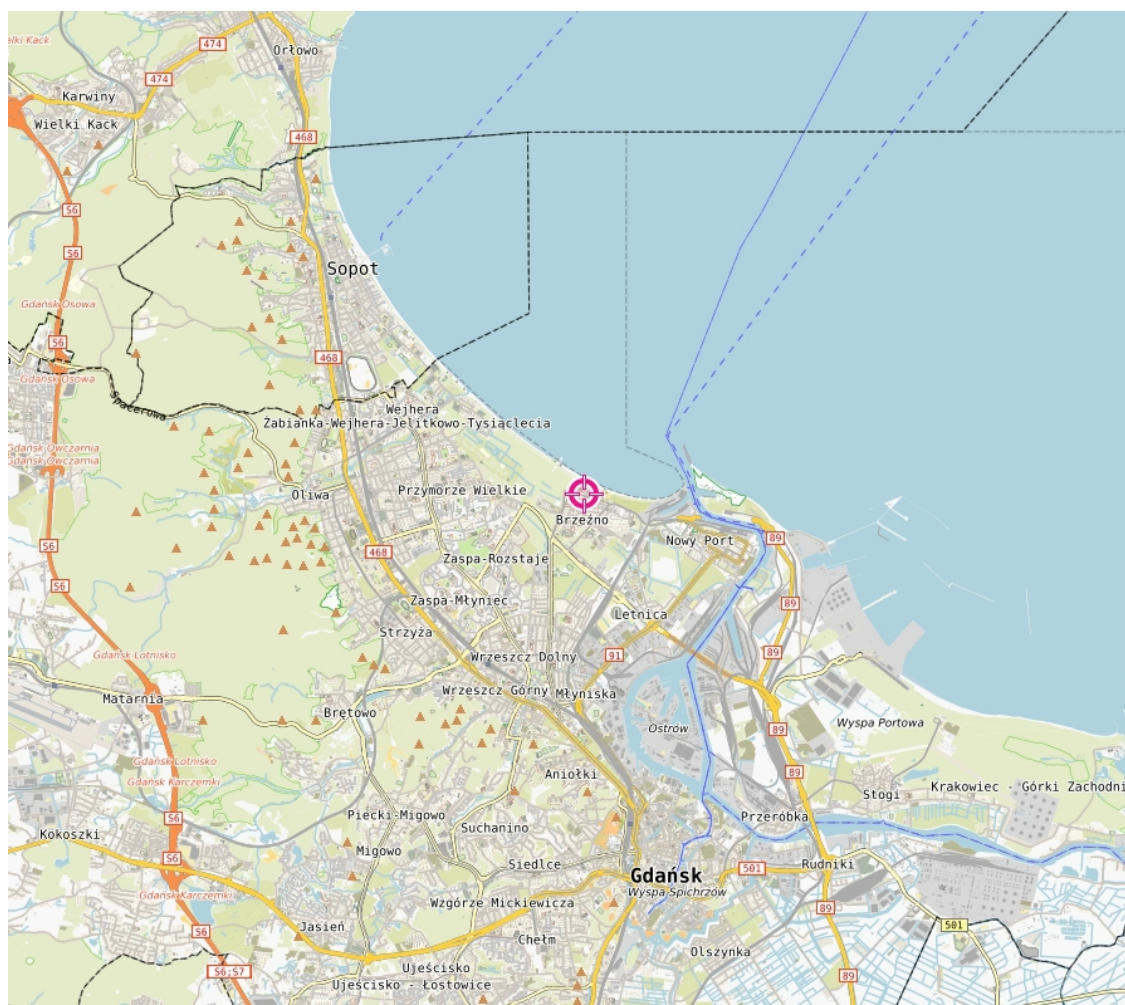 474
Orłowo
474
Karwiny
Wielki Kack
468
S6
S6
Sopot
Gdańsk Osowa
S6
468
Gdańsk Osowa
Spacerowa
Wejhera
Żabianka-Wejhera-Jelitkowo-Tysiąclecia
Gdańsk Owczarnia
Gdańsk Owczarnia
Oliwa
Przymorze Wielkie
Brzeźno
Nowy Port
89
S6
468
Zaspa-Rozstaje
Zaspa-Młyniec
89
Letnica
Strzyża
Gdańsk Lotnisko
Wrzeszcz Dolny
91
89
Matarnia
Wrzeszcz Górny
Młyniska
Brętowo
Ostrów
Wyspa Portowa
89
Gdańsk Lotnisko
Gdańsk Karczemki
89
Aniołki
Krakowiec - Górki Zachodni
Stogi
Piecki-Migowo
Przeróbka
S6
Suchanino
Kokoszki
Migowo
S6
Siedlce
501
Rudniki
Gdańsk
Gdańsk Karczemki
Wyspa Spichrzów
Wzgórze Mickiewicza
89
S6
Jasień
Chełm
501
Olszynka
S6;S7
Ujeścisko
89
Ujeścisko - Łostowice